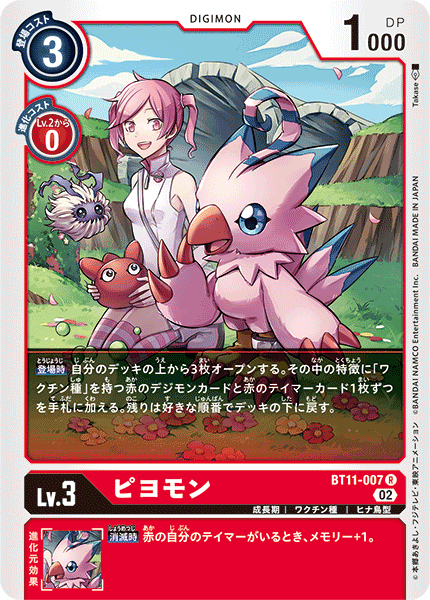 DIGIMON
登場コスト
3
1000
DP
進化コスト
Lv.2から
0
Takase
©BANDAI NAMCO Entertainment Inc. BANDAI MADE IN JAPAN
©本郷あきよし・フジテレビ・東映アニメーション
登場時 自分のデッキの上から3枚オープンする。その中の特徴に「ワ
クチン種」を持つ赤のデジモンカードと赤のテイマーカード1枚ずつ
を手札に加える。残りは好きな順番でデッキの下に戻す。
BT11-007 R
02
Lv.3
ピヨモン
成長期 | ワクチン種 | ヒナ鳥型
進化元効果
消滅時 赤の自分のテイマーがいるとき、メモリー+1。